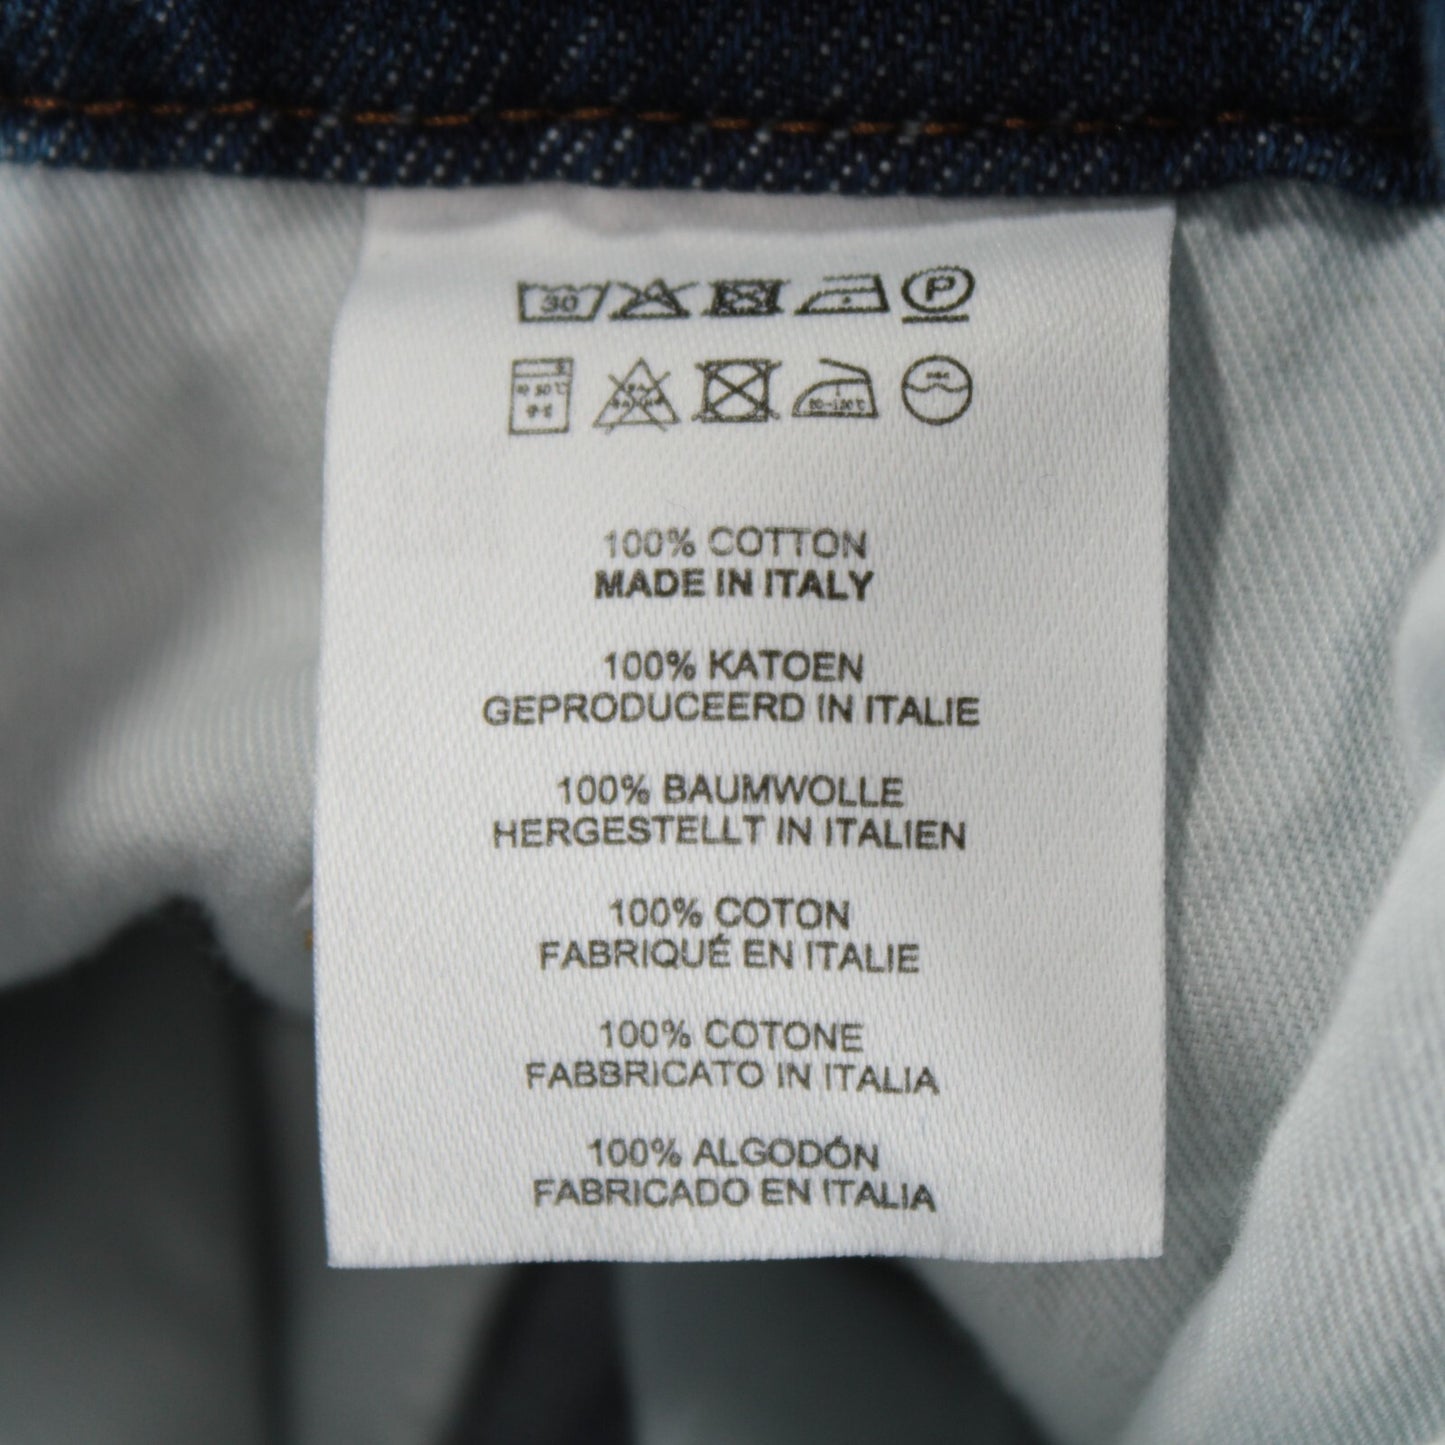 30 P
100% COTTON
MADE IN ITALY
100% KATOEN
GEPRODUCEERD IN ITALIE
100% BAUMWOLLE
HERGESTELLT IN ITALIEN
100% COTON
FABRIQUÉ EN ITALIE
100% COTONE
FABBRICATO IN ITALIA
100% ALGODÓN
FABRICADO EN ITALIA